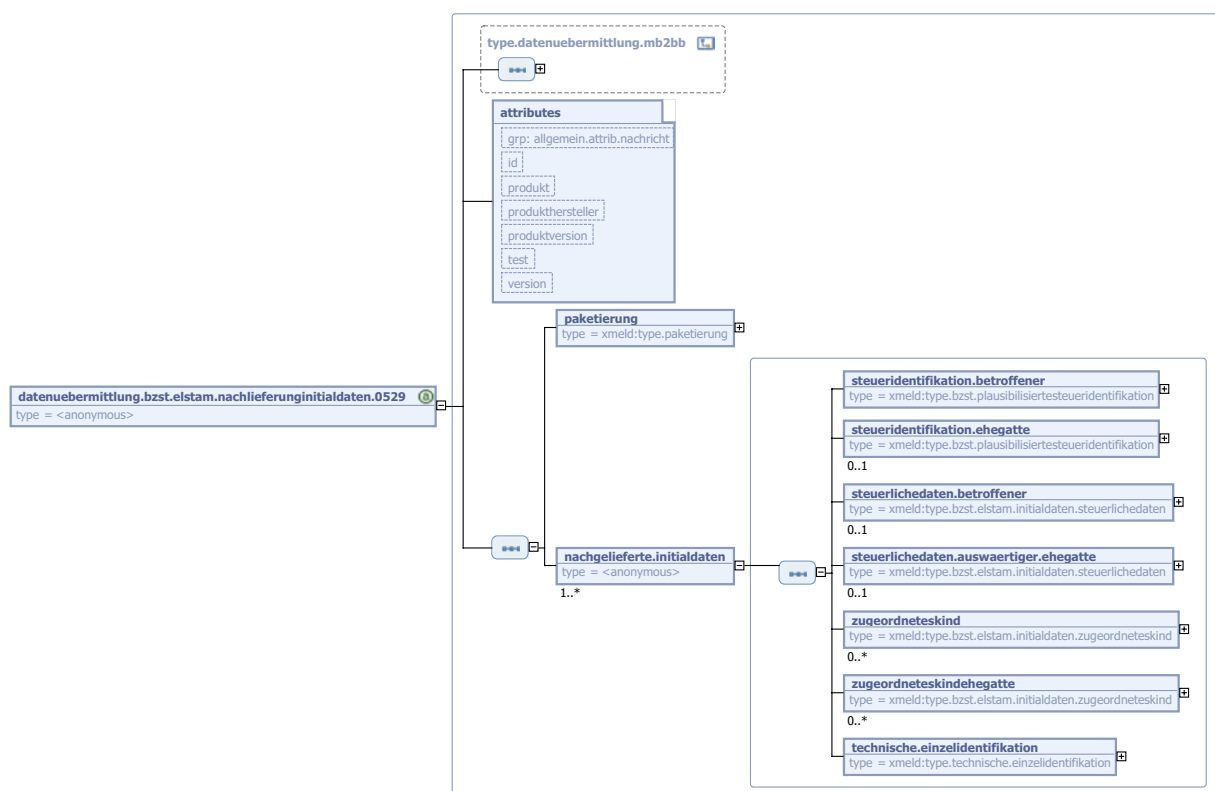 type.datenuebermittlung.mb2bb
attributes
grp: allgemein.attrib.nachricht
id
produkt
produkthersteller
produktversion
test
version
paketierung
type = xmeld:type.paketierung
datenuebermittlung.bzst.elstam.nachlieferunginitialdaten.0529
type = <anonymous>
nachgelieferte.initialdaten
type = <anonymous>
1..*
steueridentifikation.betroffener
type = xmeld:type.bzst.plausibilisiertesteueridentifikation
steueridentifikation.ehegatte
type = xmeld:type.bzst.plausibilisiertesteueridentifikation
0..1
steuerlichedaten.betroffener
type = xmeld:type.bzst.elstam.initialdaten.steuerlichedaten
0..1
steuerlichedaten.auswaertiger.ehegatte
type = xmeld:type.bzst.elstam.initialdaten.steuerlichedaten
0..1
zugeordneteskind
type = xmeld:type.bzst.elstam.initialdaten.zugeordneteskind
0..*
zugeordneteskindehegatte
type = xmeld:type.bzst.elstam.initialdaten.zugeordneteskind
0..*
technische.einzelidentifikation
type = xmeld:type.technische.einzelidentifikation